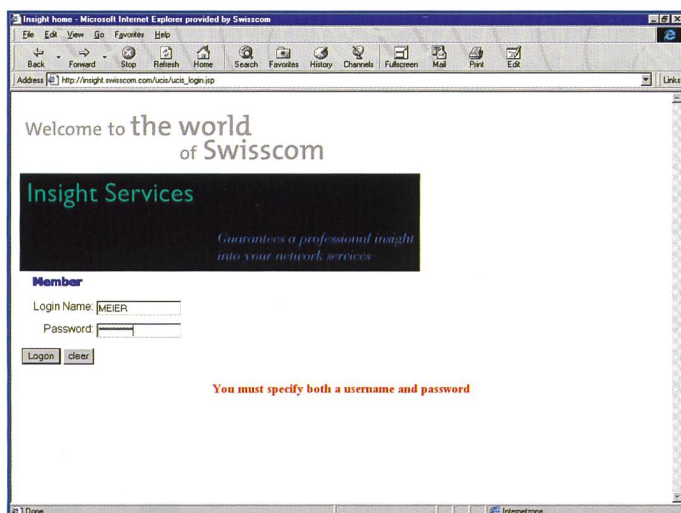 Insight home - Microsoft Internet Explorer provided by Swisscom
File Edit View Go Favorites Help
Back Forward Stop Refresh Home Search Favorites History Channels Fullscreen Mail Print Edit
Address http://insight.swisscom.com/ucis/ucis_login.jsp Links
Welcome to the world
of Swisscom
Insight Services
Guarantees a professional insight
into your network services
Member
Login Name: MEIER
Password:
Logon clear
You must specify both a username and password
Done Internetzone